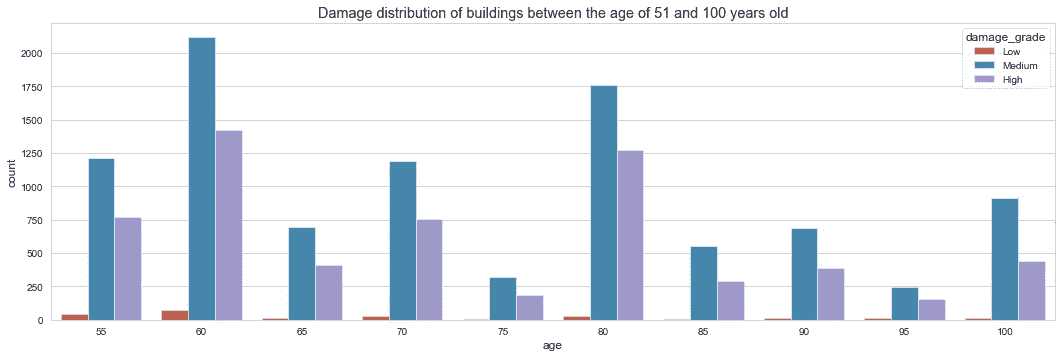 Damage distribution of buildings between the age of 51 and 100 years old
damage_grade
Low
Medium
High
2000
1750
1500
1250
1000
750
500
250
0
count
55 60 65 70 75 80 85 90 95 100
age